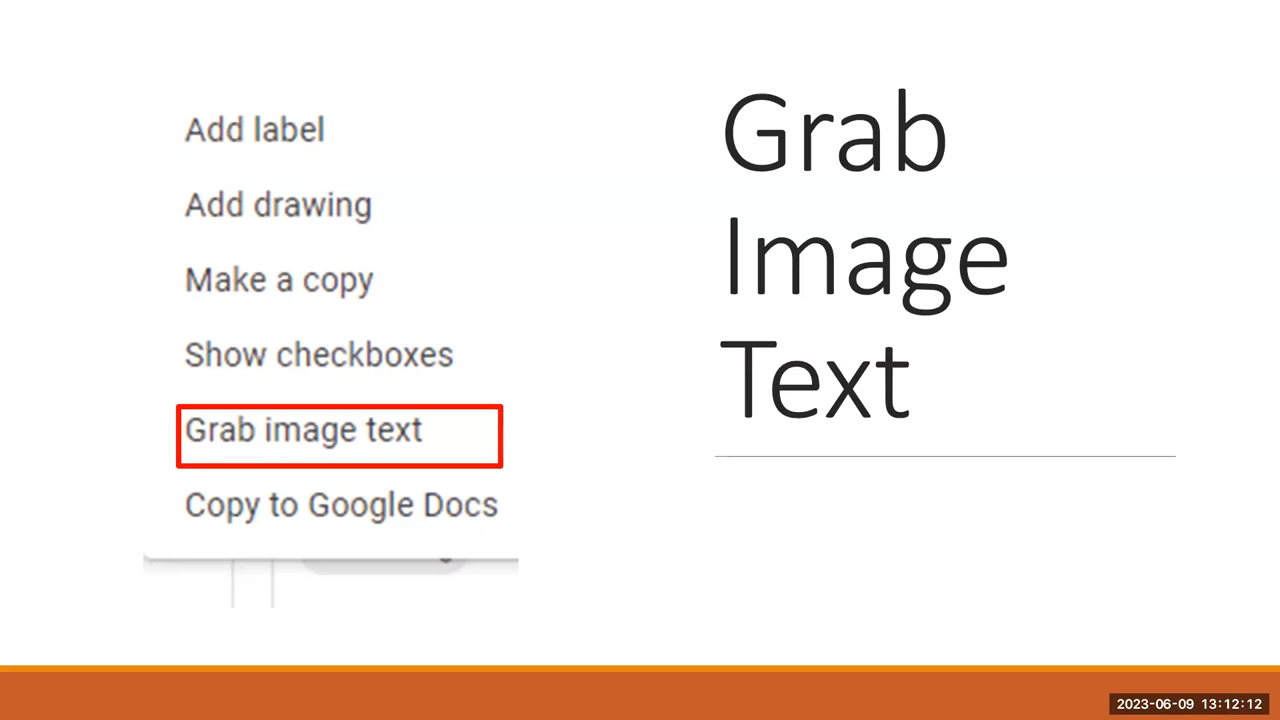 Add label
Add drawing
Make a copy
Show checkboxes
Grab image text
Copy to Google Docs
Grab
Image
Text
2023-06-09 13:12:12